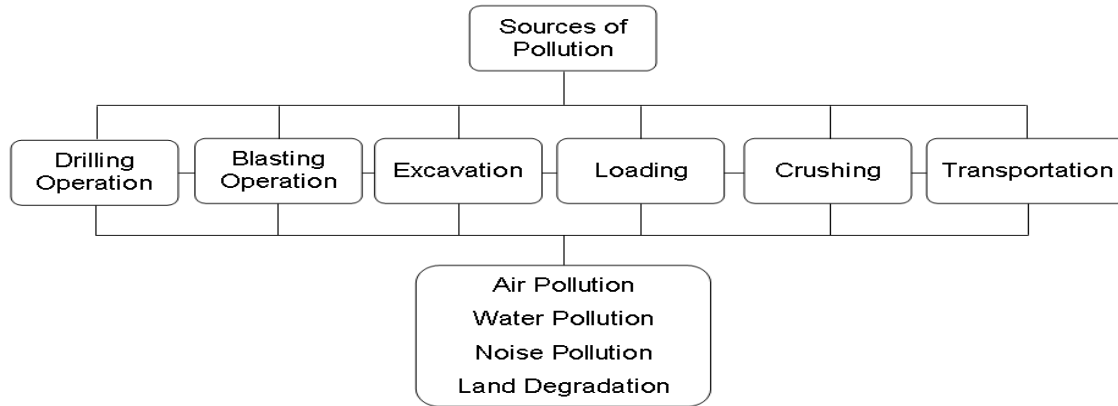 Sources of
Pollution
Drilling
Operation
Blasting
Operation
Excavation
Loading
Crushing
Transportation
Air Pollution
Water Pollution
Noise Pollution
Land Degradation